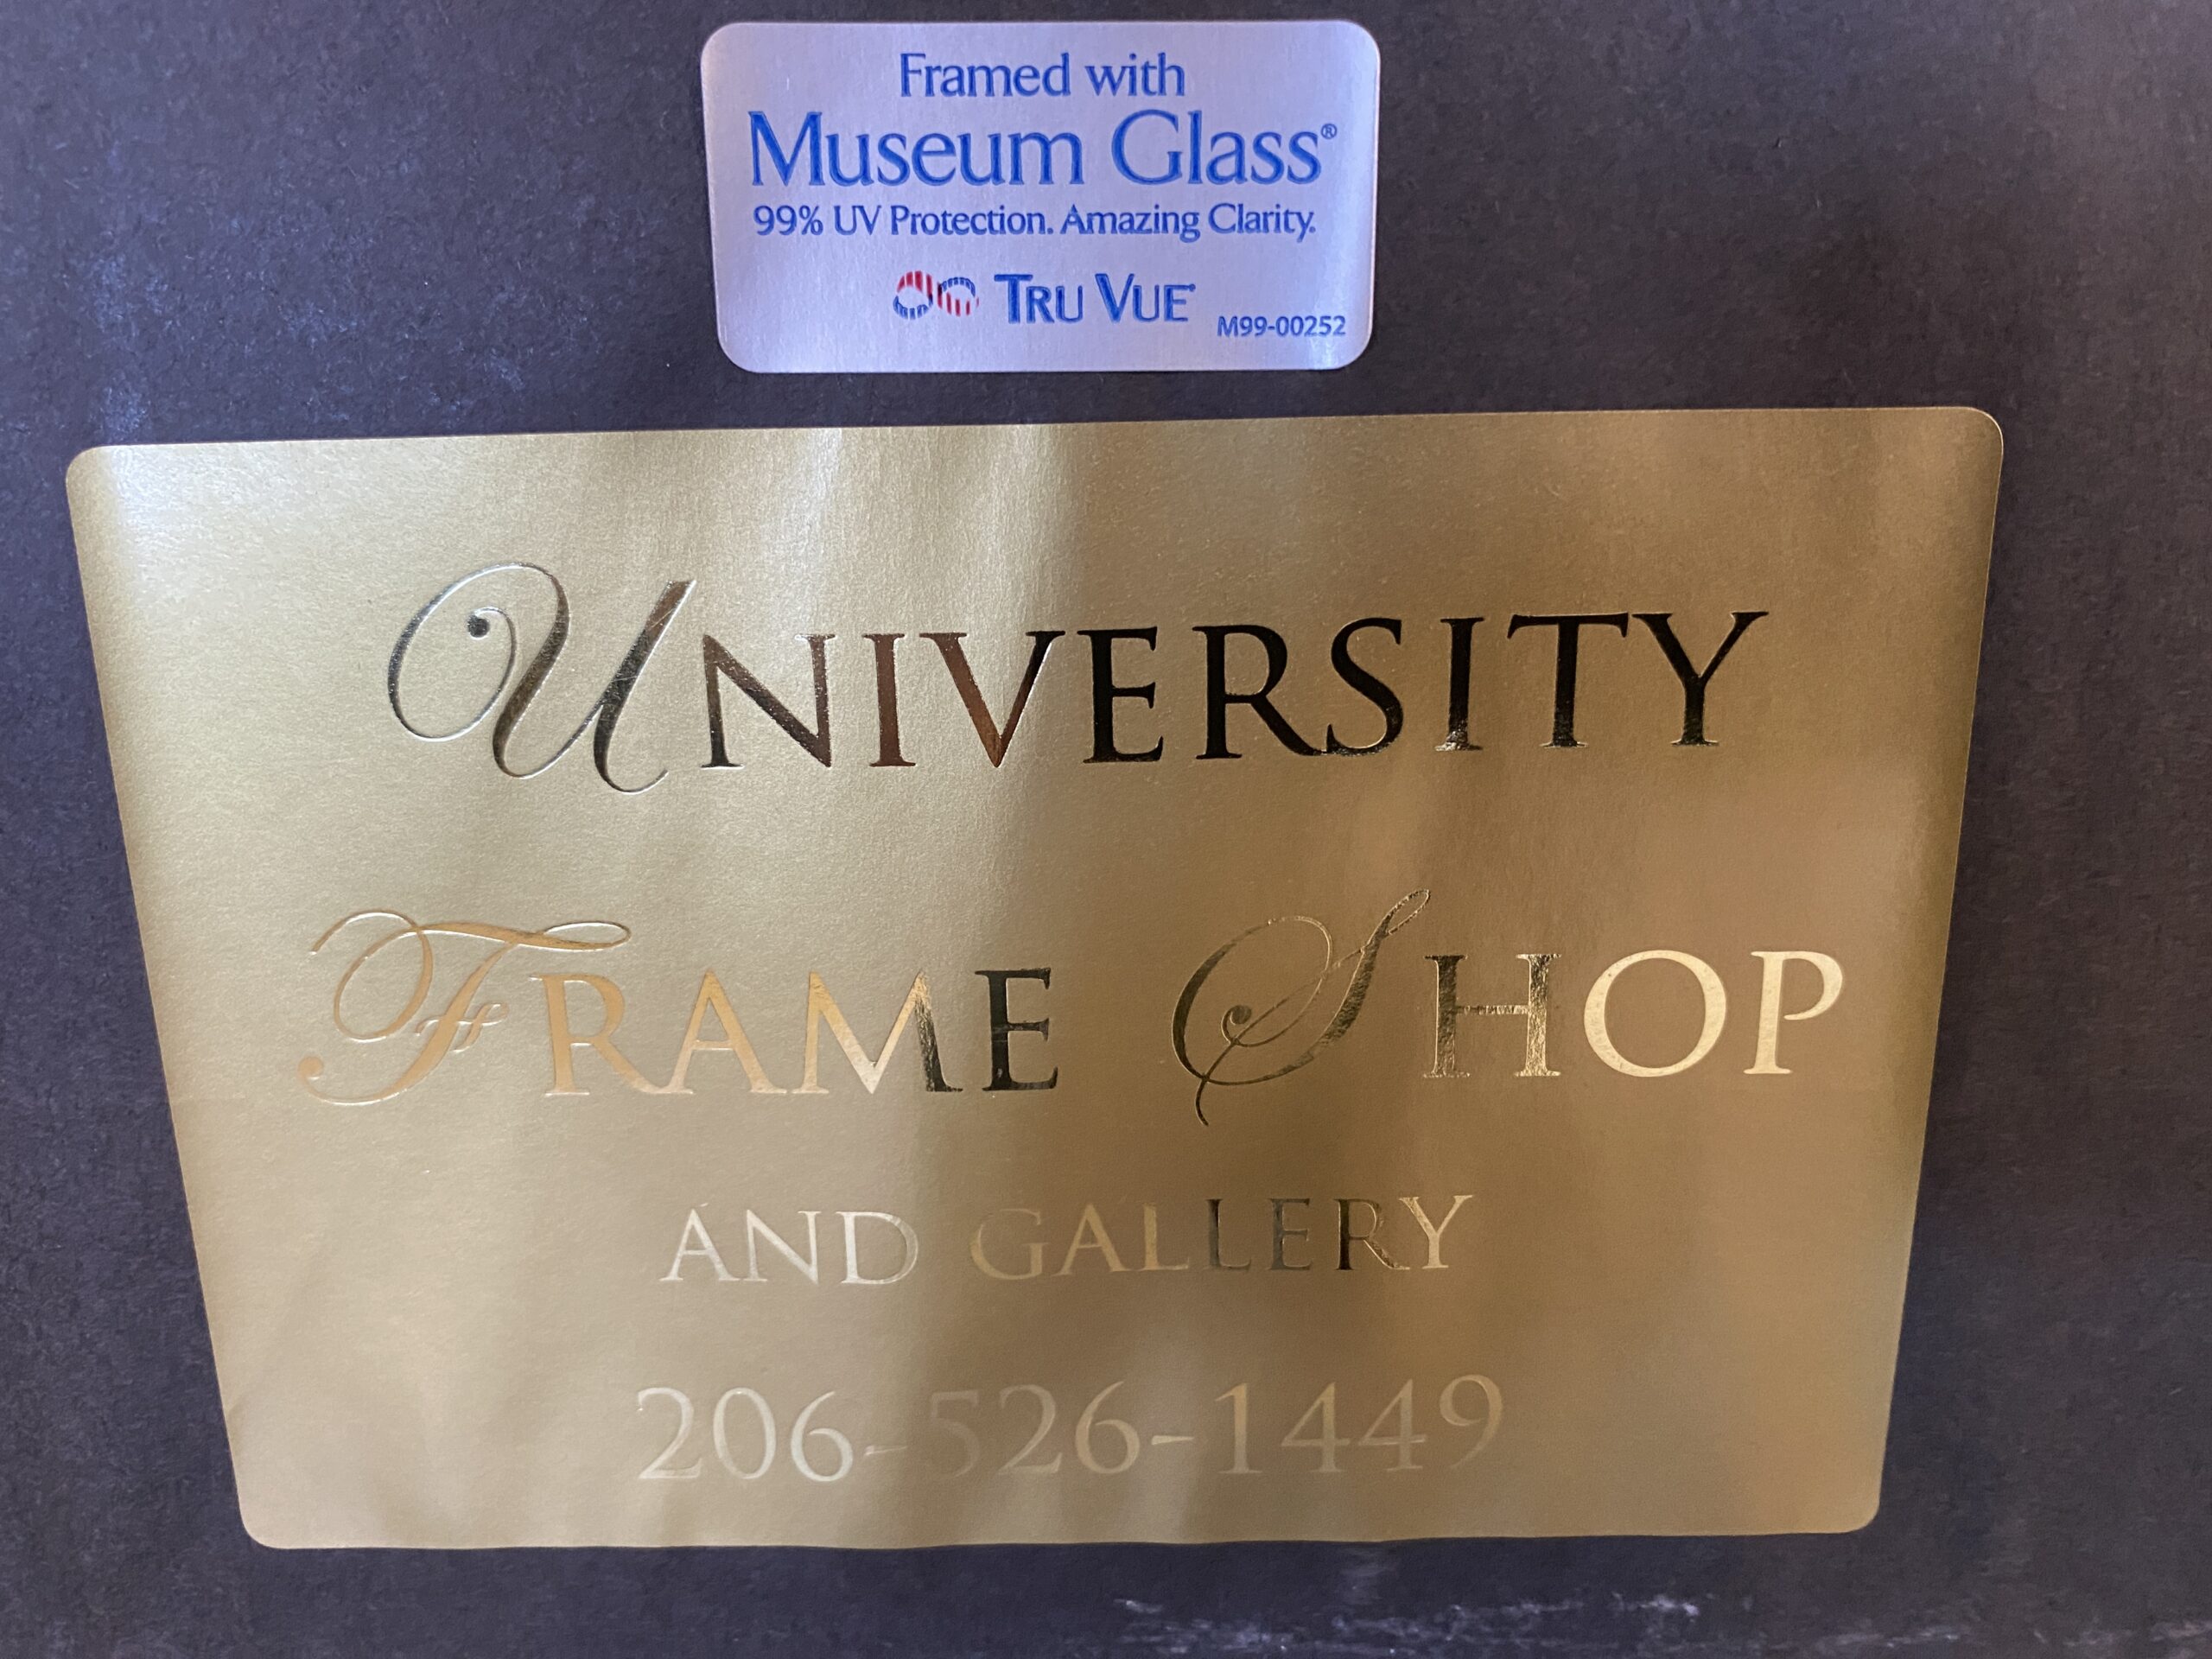 Framed with
Museum Glass®
99% UV Protection. Amazing Clarity.
TRU VUE
M99-00252
UNIVERSITY
FRAME SHOP
AND GALLERY
206-526-1449